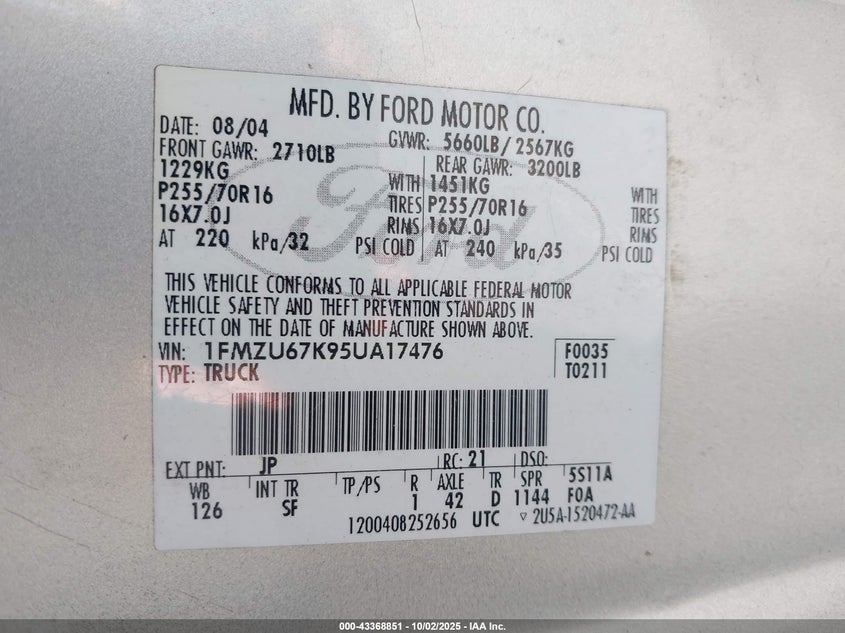 MFD. BY FORD MOTOR CO.
DATE: 08/04 GVWR: 5660LB/ 2567KG
FRONT GAWR: 2710LB REAR GAWR: 3200LB
1229KG WITH 1451KG WITH
P255/70R16 TIRES P255/70R16 TIRES
16X7.0J RIMS 16X7.0J RIMS
AT 220 kPa/32 PSI COLD AT 240 kPa/35 PSI COLD
Ford
THIS VEHICLE CONFORMS TO ALL APPLICABLE FEDERAL MOTOR
VEHICLE SAFETY AND THEFT PREVENTION STANDARDS IN
EFFECT ON THE DATE OF MANUFACTURE SHOWN ABOVE.
VIN: 1FMZU67K95UA17476 F0035
TYPE: TRUCK T0211
EXT PNT: JP RC: 21 DSO:
WB INT TR TP/PS R AXLE TR SPR 5S11A
126 SF 1 42 D 1144 FOA
1200408252656 UTC ▽ 2U5A-1520472-AA
000-43368851 | 10/02/2025 - IAA Inc.